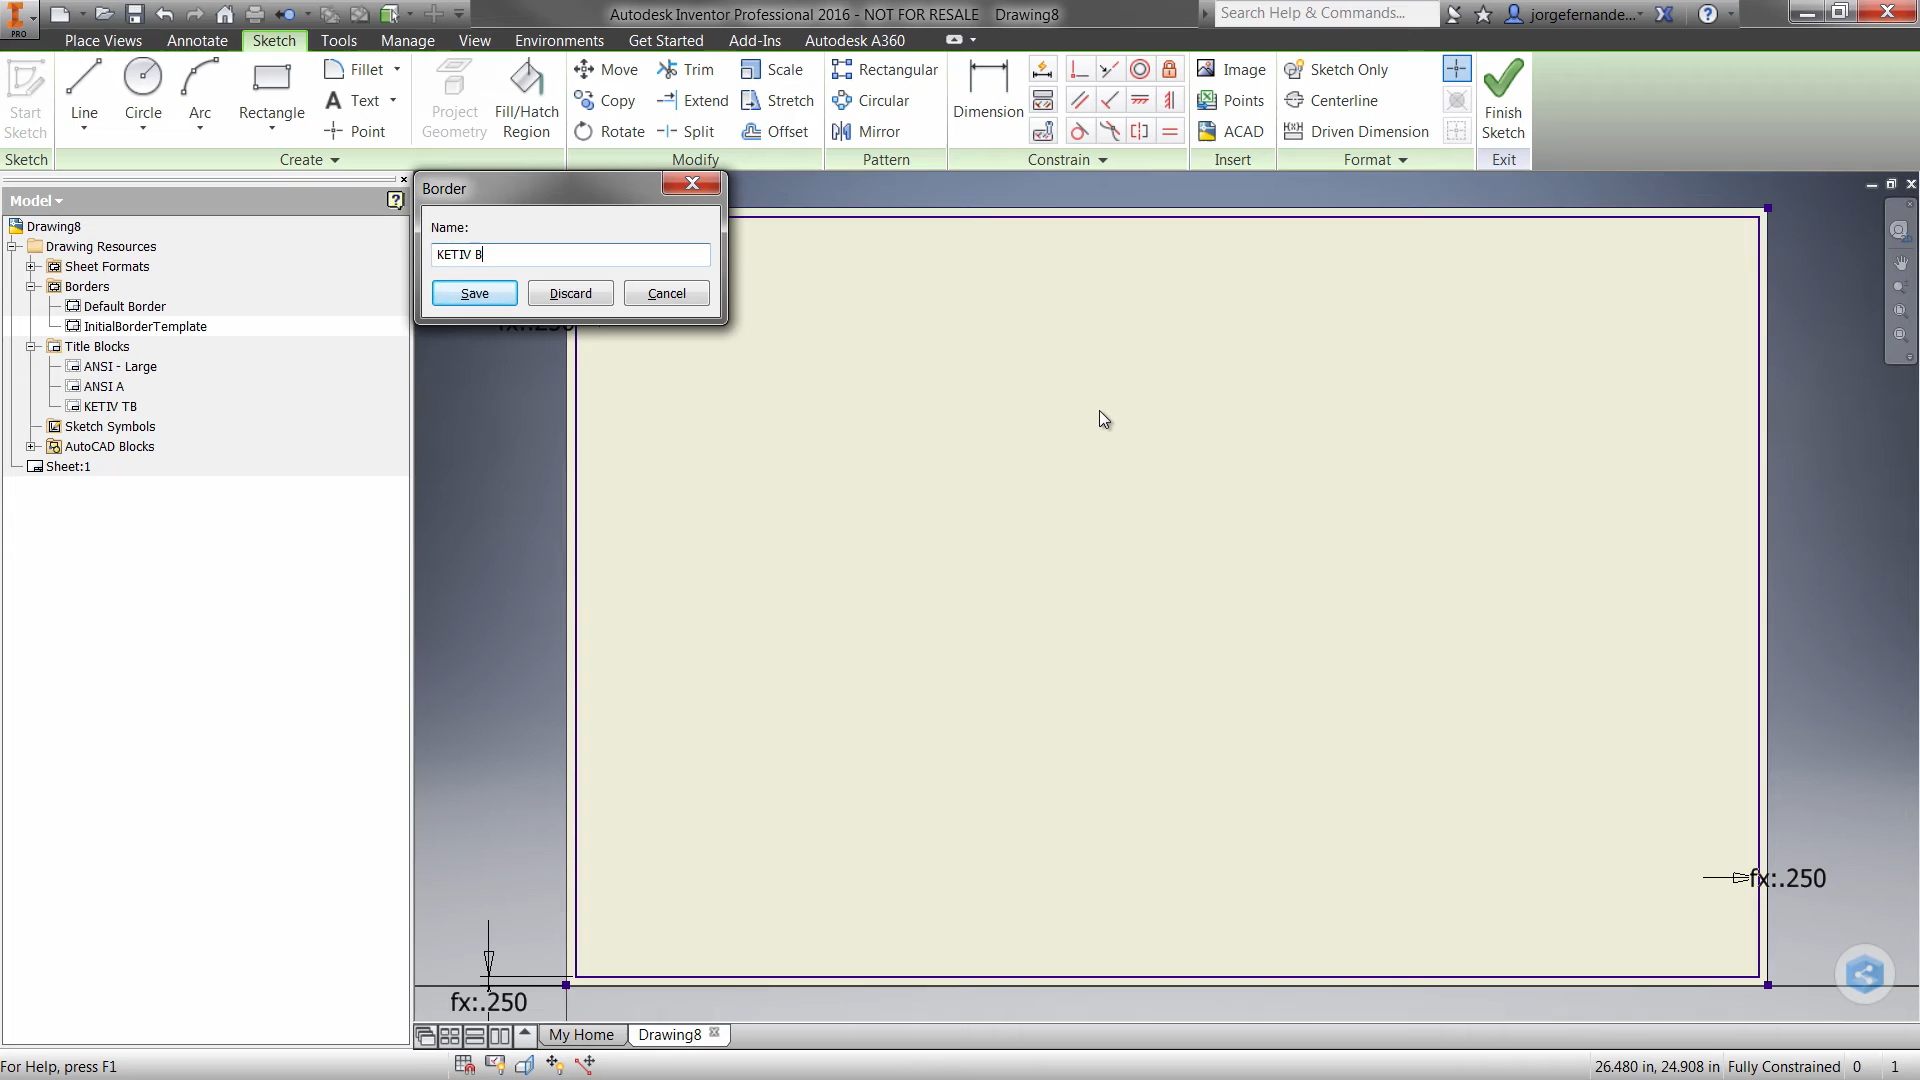 Autodesk Inventor Professional 2016 - NOT FOR RESALE Drawing8
Search Help & Commands...
jorgefernande...
PRO
Place Views Annotate Sketch Tools Manage View Environments Get Started Add-Ins Autodesk A360
Start Sketch
Line
Circle
Arc
Rectangle
Fillet
Text
Point
Project Geometry
Fill/Hatch Region
Move
Copy
Rotate
Trim
Extend
Split
Scale
Stretch
Offset
Rectangular
Circular
Mirror
Dimension
Image
Points
ACAD
Sketch Only
Centerline
Driven Dimension
Finish Sketch
Sketch Create Modify Pattern Constrain Insert Format Exit
Model
Drawing8
Drawing Resources
Sheet Formats
Borders
Default Border
InitialBorderTemplate
Title Blocks
ANSI - Large
ANSI A
KETIV TB
Sketch Symbols
AutoCAD Blocks
Sheet:1
Border
Name:
KETIV B
Save Discard Cancel
fx:.250
fx:.250
fx:.250
My Home Drawing8
For Help, press F1
26.480 in, 24.908 in Fully Constrained 0 1